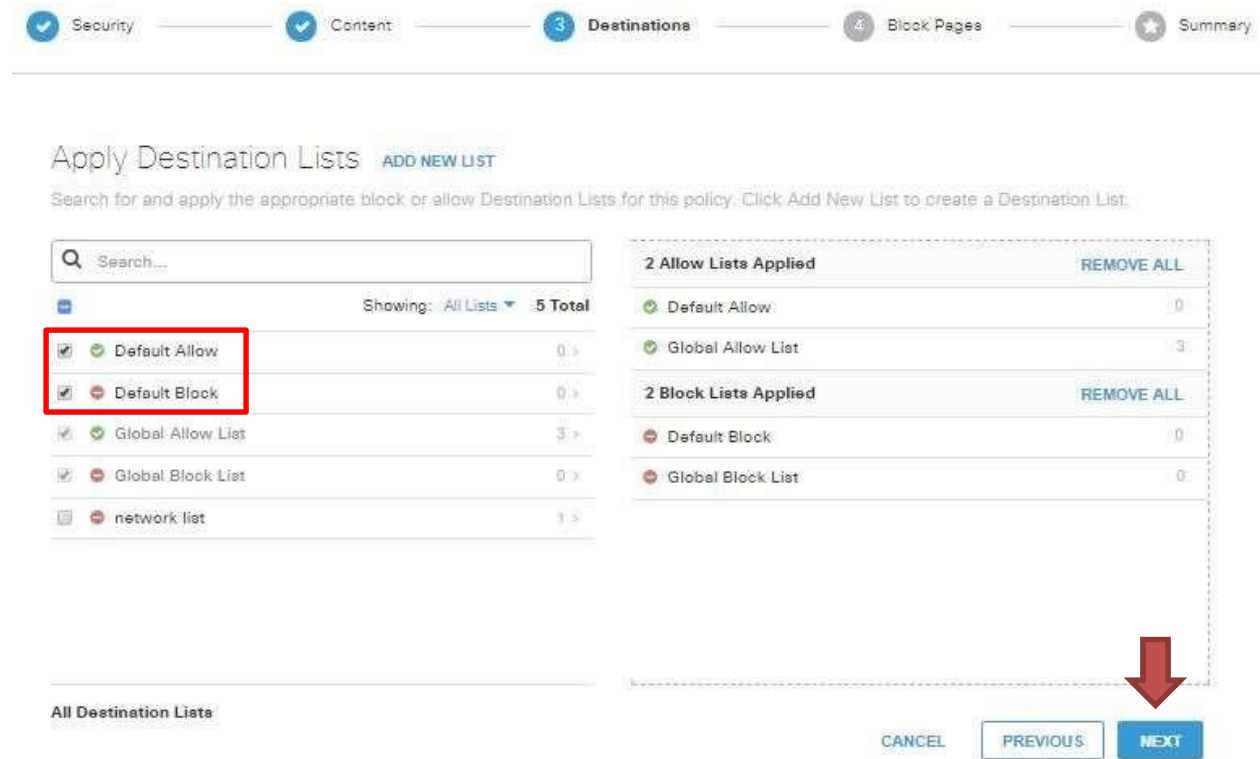 Security Content 3 Destinations 4 Block Pages Summary
Apply Destination Lists ADD NEW LIST
Search for and apply the appropriate block or allow Destination Lists for this policy. Click Add New List to create a Destination List.
Search...
Showing: All Lists 5 Total
Default Allow 0 >
Default Block 0 >
Global Allow List 3 >
Global Block List 0 >
network list 1 >
2 Allow Lists Applied REMOVE ALL
Default Allow 0
Global Allow List 3
2 Block Lists Applied REMOVE ALL
Default Block 0
Global Block List 0
All Destination Lists
CANCEL PREVIOUS NEXT